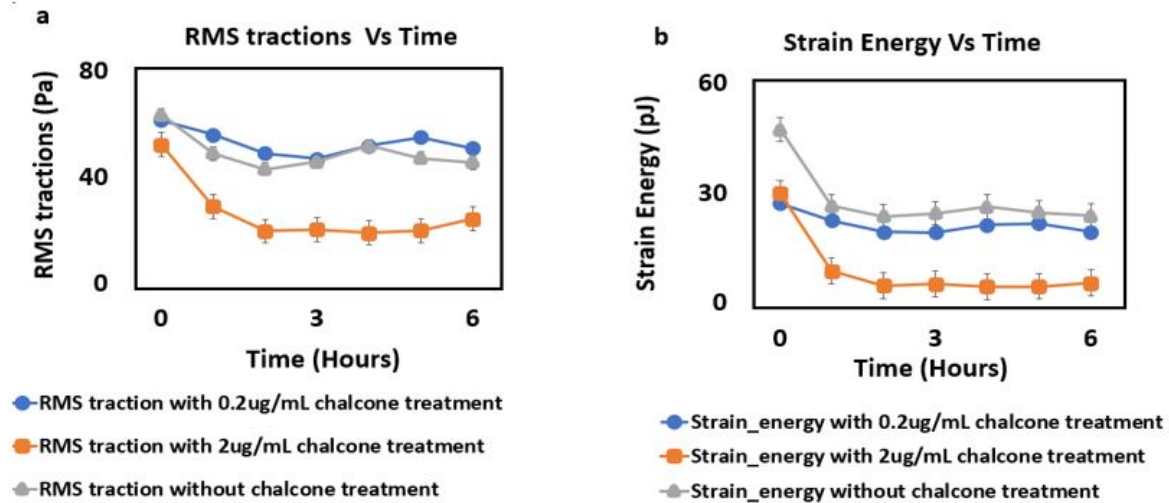 a
RMS tractions Vs Time
RMS tractions (Pa)
80
40
0
0 3 6
Time (Hours)
RMS traction with 0.2ug/mL chalcone treatment
RMS traction with 2ug/mL chalcone treatment
RMS traction without chalcone treatment
b
Strain Energy Vs Time
Strain Energy (pJ)
60
30
0
0 3 6
Time (Hours)
Strain_energy with 0.2ug/mL chalcone treatment
Strain_energy with 2ug/mL chalcone treatment
Strain_energy without chalcone treatment